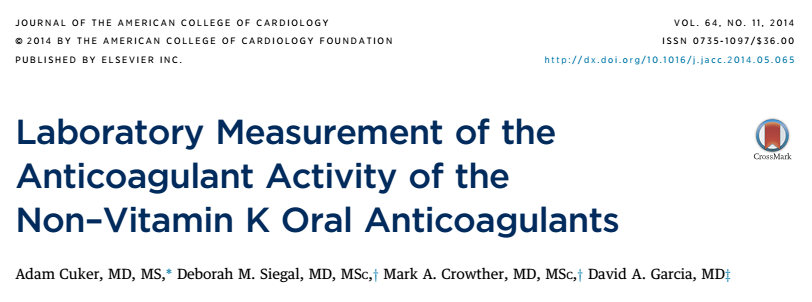 JOURNAL OF THE AMERICAN COLLEGE OF CARDIOLOGY
VOL. 64, NO. 11, 2014
© 2014 BY THE AMERICAN COLLEGE OF CARDIOLOGY FOUNDATION
ISSN 0735-1097/$36.00
PUBLISHED BY ELSEVIER INC.
http://dx.doi.org/10.1016/j.jacc.2014.05.065
Laboratory Measurement of the
Anticoagulant Activity of the
Non–Vitamin K Oral Anticoagulants
CrossMark
Adam Cuker, MD, MS,* Deborah M. Siegal, MD, MSc,† Mark A. Crowther, MD, MSc,† David A. Garcia, MD‡